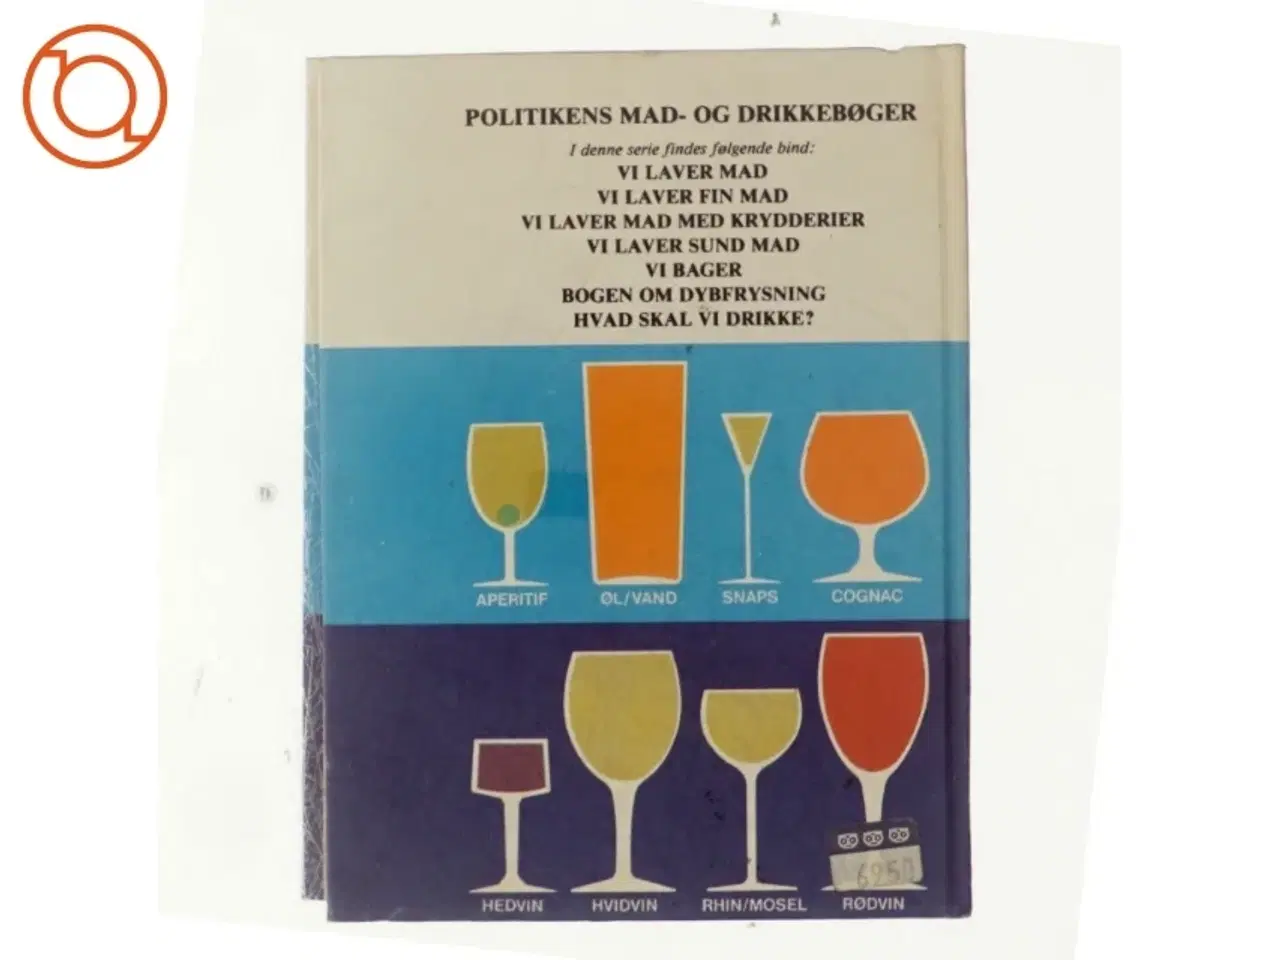 POLITIKENS MAD- OG DRIKKEBØGER
I denne serie findes følgende bind:
VI LAVER MAD
VI LAVER FIN MAD
VI LAVER MAD MED KRYDDERIER
VI LAVER SUND MAD
VI BAGER
BOGEN OM DYBFRYSNING
HVAD SKAL VI DRIKKE?
APERITIF ØL/VAND SNAPS COGNAC
6250
HEDVIN HVIDVIN RHIN/MOSEL RØDVIN